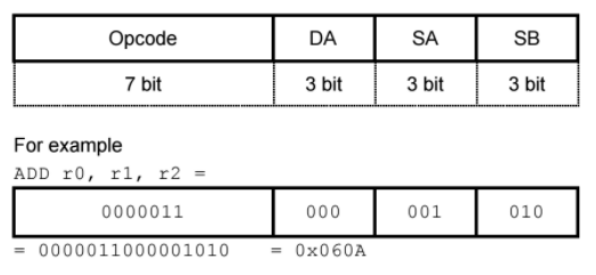 Opcode DA SA SB
7 bit 3 bit 3 bit 3 bit
For example
ADD r0, r1, r2 =
0000011 000 001 010
= 0000011000001010 = 0x060A